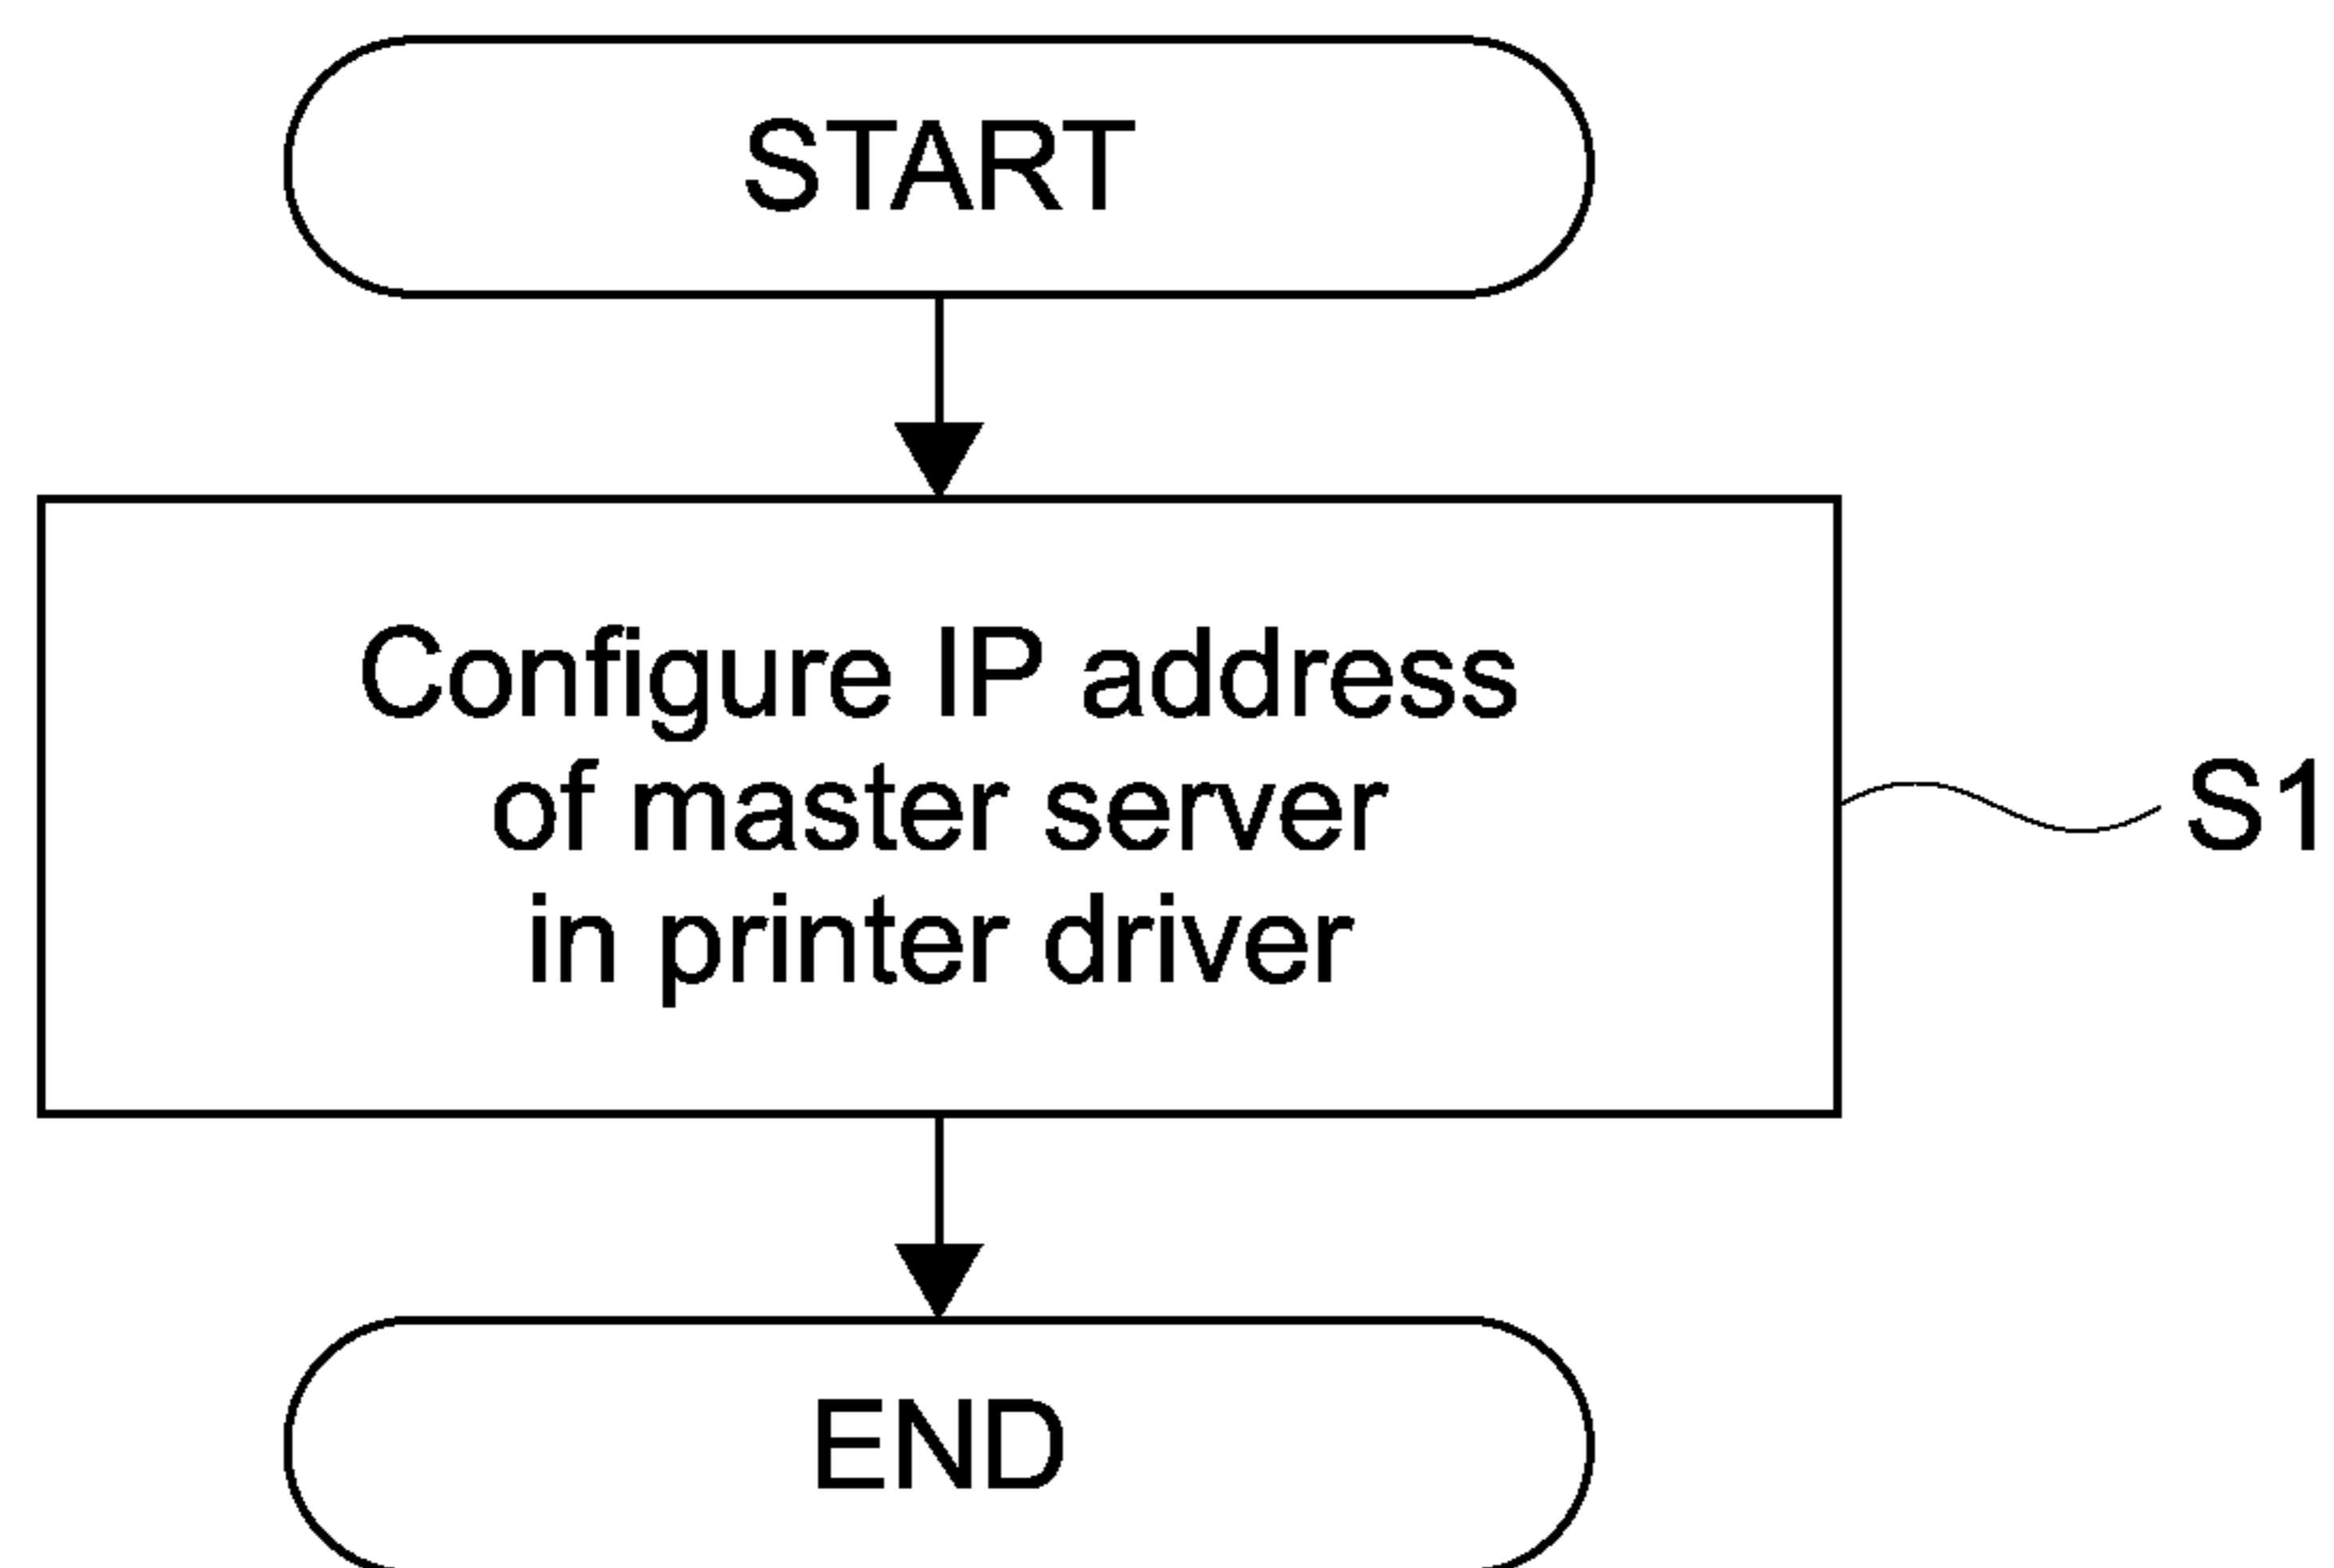 START
Configure IP address
of master server
in printer driver
S1
END